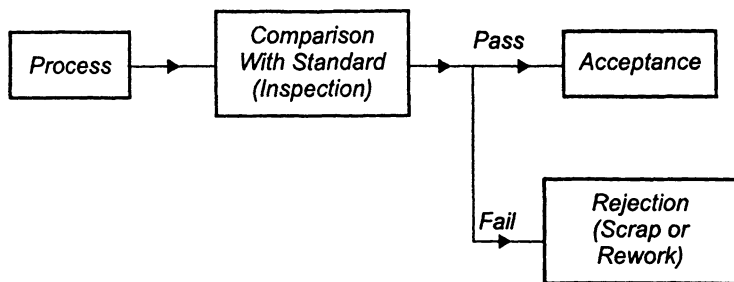 Process
Comparison
With Standard
(Inspection)
Pass
Acceptance
Fail
Rejection
(Scrap or
Rework)